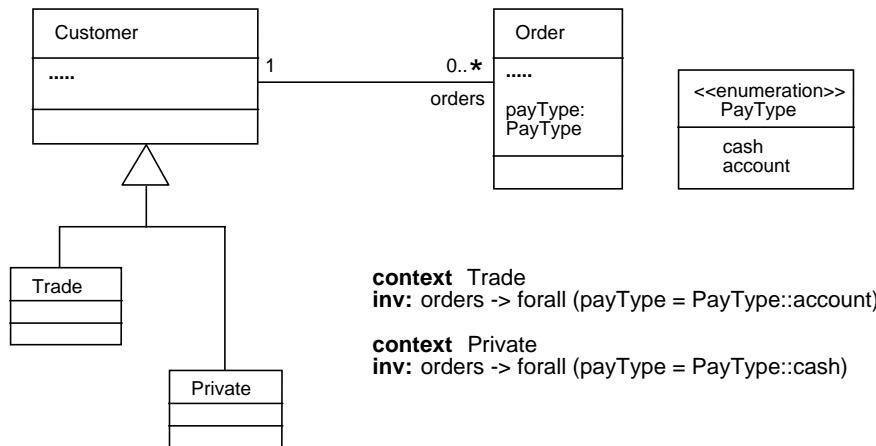 Customer
.....
1
0..*
orders
Order
.....
payType:
PayType
<<enumeration>>
PayType
cash
account
Trade
Private
context Trade
inv: orders -> forall (payType = PayType::account)
context Private
inv: orders -> forall (payType = PayType::cash)